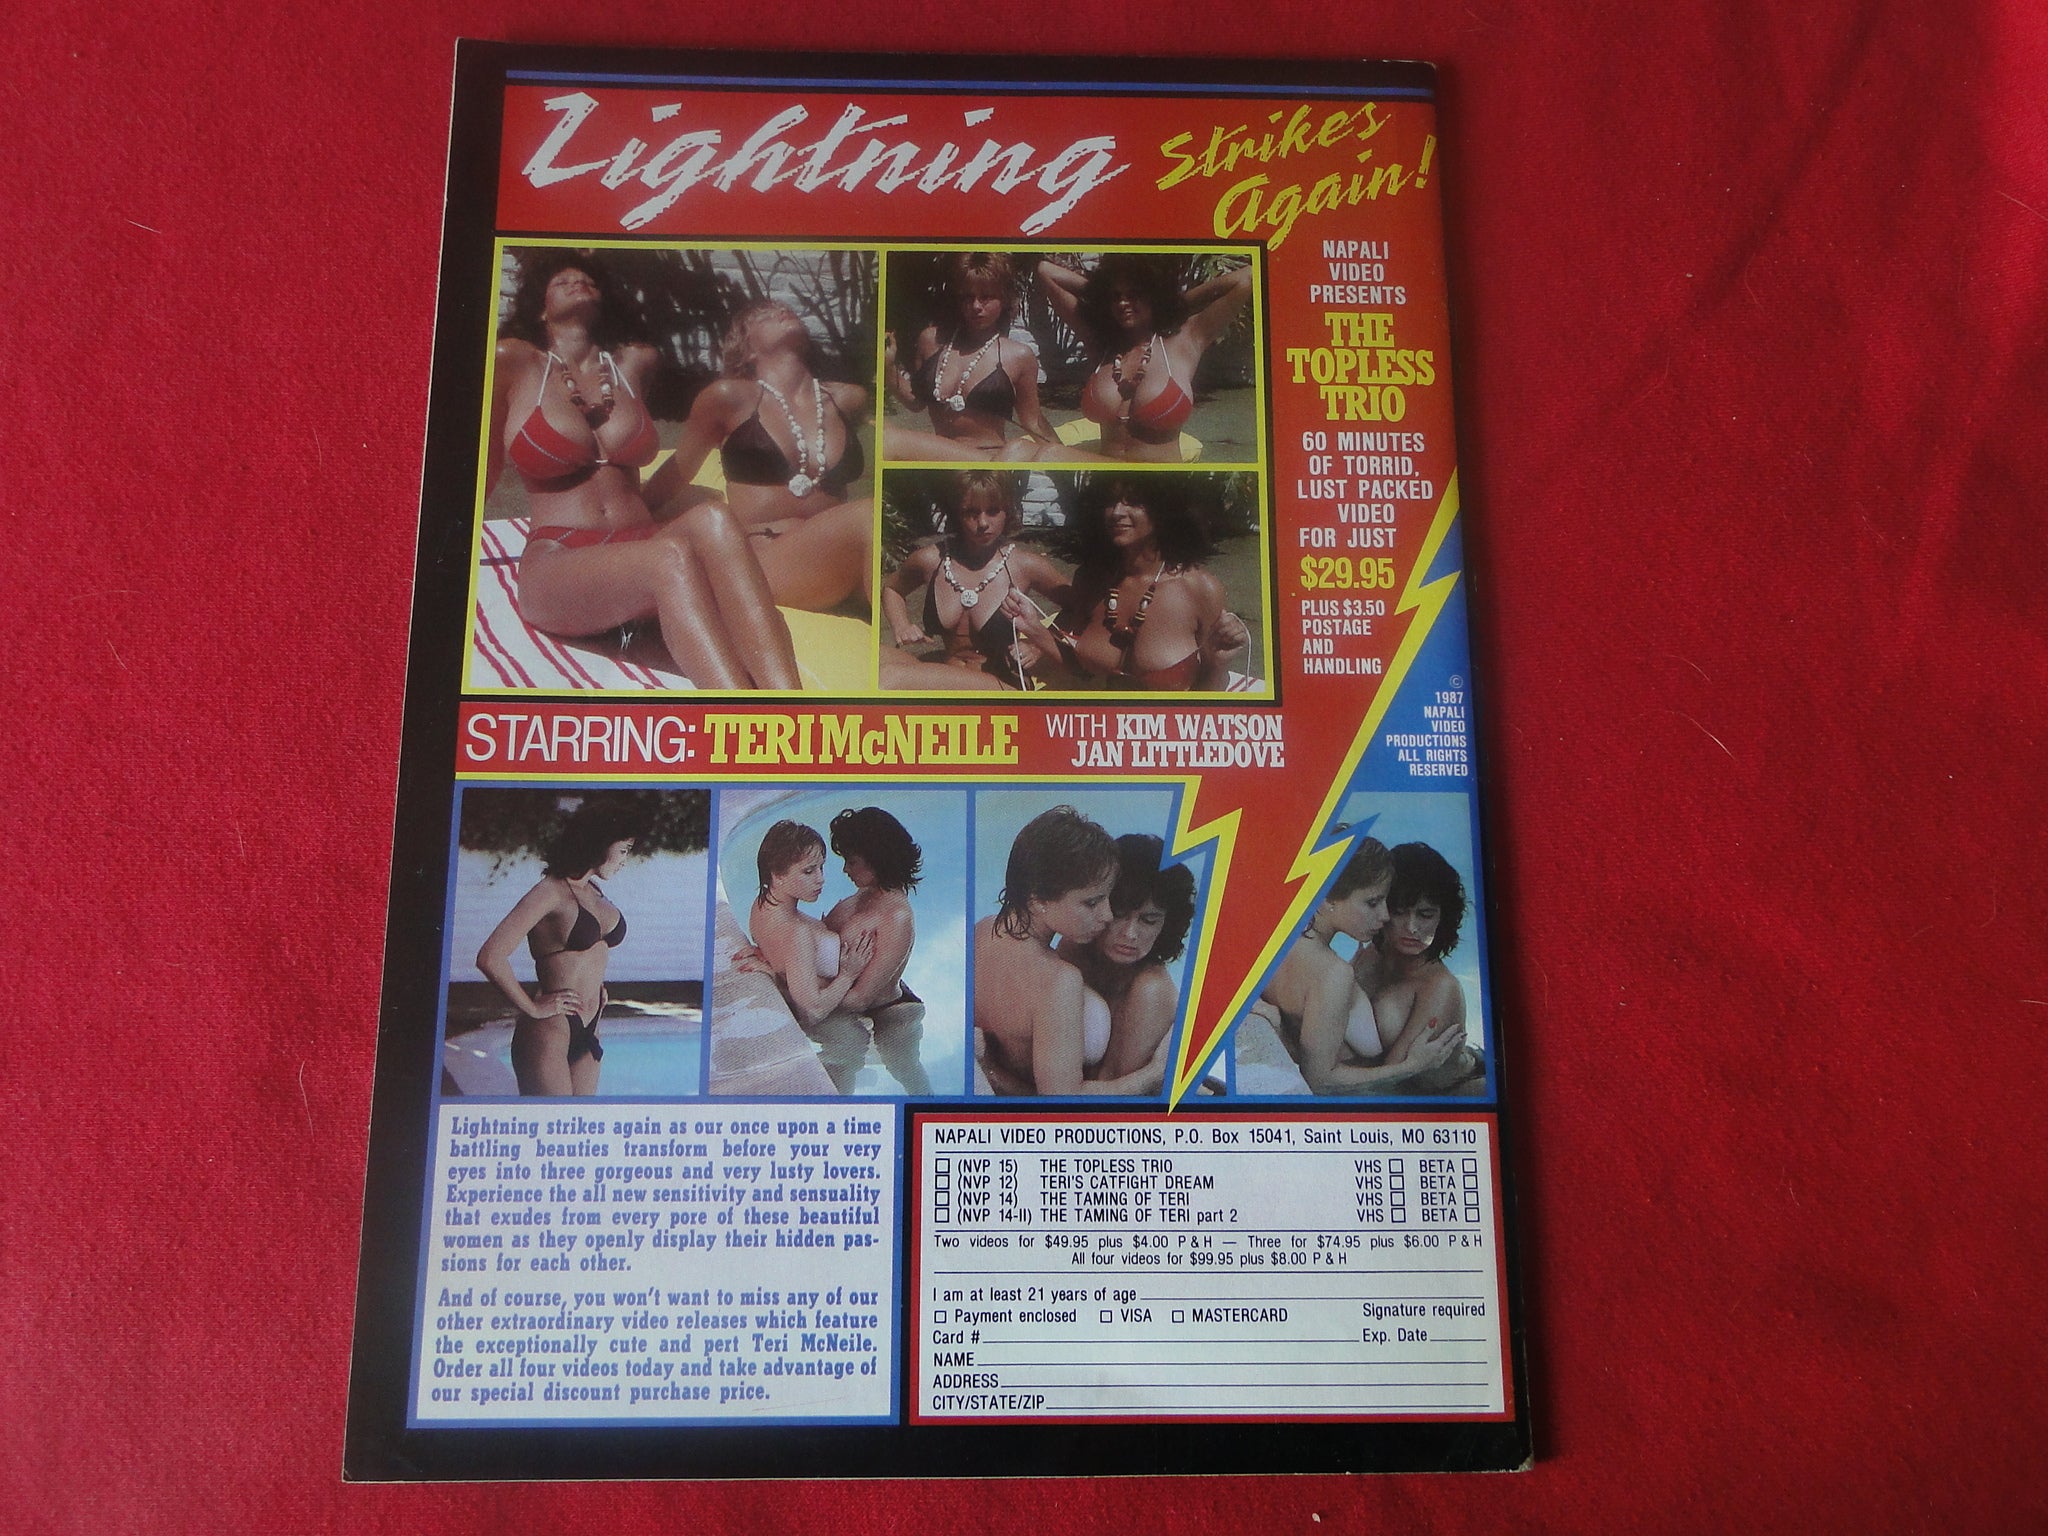 Lightning
Strikes
Again!
NAPALI
VIDEO
PRESENTS
THE
TOPLESS
TRIO
60 MINUTES
OF TORRID,
LUST PACKED
VIDEO
FOR JUST
$29.95
PLUS $3.50
POSTAGE
AND
HANDLING
©
1987
NAPALI
VIDEO
PRODUCTIONS
ALL RIGHTS
RESERVED
STARRING: TERI McNEILE
WITH KIM WATSON
JAN LITTLEDOVE
Lightning strikes again as our once upon a time
battling beauties transform before your very
eyes into three gorgeous and very lusty lovers.
Experience the all new sensitivity and sensuality
that exudes from every pore of these beautiful
women as they openly display their hidden pas-
sions for each other.
And of course, you won't want to miss any of our
other extraordinary video releases which feature
the exceptionally cute and pert Teri McNeile.
Order all four videos today and take advantage of
our special discount purchase price.
NAPALI VIDEO PRODUCTIONS, P.O. Box 15041, Saint Louis, MO 63110
(NVP 15) THE TOPLESS TRIO VHS BETA
(NVP 12) TERI'S CATFIGHT DREAM VHS BETA
(NVP 14) THE TAMING OF TERI VHS BETA
(NVP 14-II) THE TAMING OF TERI part 2 VHS BETA
Two videos for $49.95 plus $4.00 P & H — Three for $74.95 plus $6.00 P & H
All four videos for $99.95 plus $8.00 P & H
I am at least 21 years of age
Payment enclosed VISA MASTERCARD Signature required
Card # Exp. Date
NAME
ADDRESS
CITY/STATE/ZIP